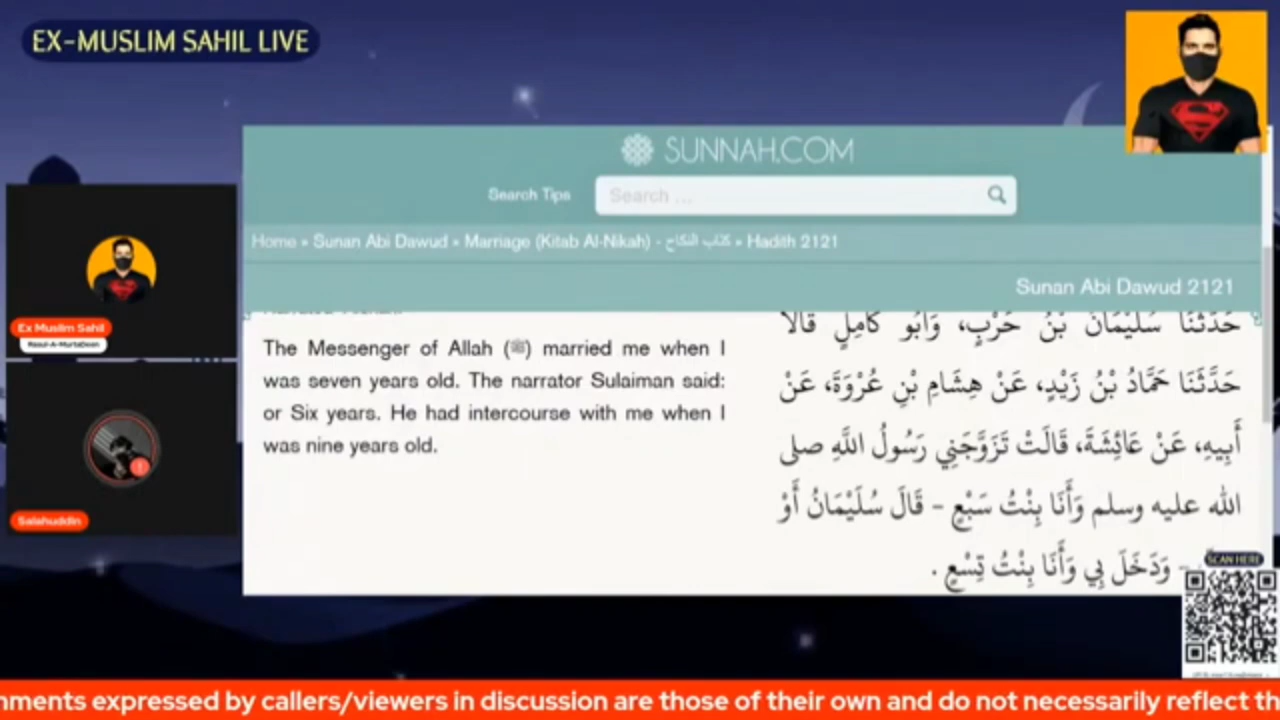 EX-MUSLIM SAHIL LIVE
SUNNAH.COM
Search Tips
Search ...
Home » Sunan Abi Dawud » Marriage (Kitab Al-Nikah) - كتاب النكاح » Hadith 2121
Sunan Abi Dawud 2121
The Messenger of Allah (ﷺ) married me when I
was seven years old. The narrator Sulaiman said:
or Six years. He had intercourse with me when I
was nine years old.
حَدَّثَنَا سُلَيْمَانُ بْنُ حَرْبٍ، وَأَبُو كَامِلٍ قَالاَ
حَدَّثَنَا حَمَّادُ بْنُ زَيْدٍ، عَنْ هِشَامِ بْنِ عُرْوَةَ، عَنْ
أَبِيهِ، عَنْ عَائِشَةَ، قَالَتْ تَزَوَّجَنِي رَسُولُ اللَّهِ صلى
الله عليه وسلم وَأَنَا بِنْتُ سَبْعٍ - قَالَ سُلَيْمَانُ أَوْ
- وَدَخَلَ بِي وَأَنَا بِنْتُ تِسْعٍ .
Ex Muslim Sahil
Rasul-A-Murtadeen
Salahuddin
SCAN HERE
mments expressed by callers/viewers in discussion are those of their own and do not necessarily reflect th